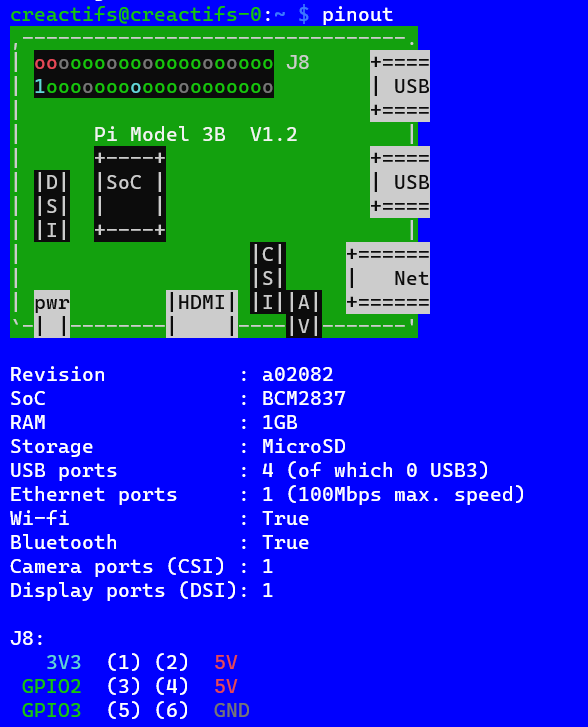 creactifs@creactifs-0:~ $ pinout
,--------------------------------.
| oooooooooooooooooooo J8   +====
| 1ooooooooooooooooooo      | USB
|                           +====
|      Pi Model 3B  V1.2       |
|      +----+               +====
| |D|  |SoC |               | USB
| |S|  |    |               +====
| |I|  +----+                  |
|                   |C|     +======
|                   |S|     |   Net
| pwr        |HDMI| |I||A|  +======
`-| |--------|    |----|V|-------'
Revision           : a02082
SoC                : BCM2837
RAM                : 1GB
Storage            : MicroSD
USB ports          : 4 (of which 0 USB3)
Ethernet ports     : 1 (100Mbps max. speed)
Wi-fi              : True
Bluetooth          : True
Camera ports (CSI) : 1
Display ports (DSI): 1
J8:
   3V3  (1) (2)  5V
 GPIO2  (3) (4)  5V
 GPIO3  (5) (6)  GND